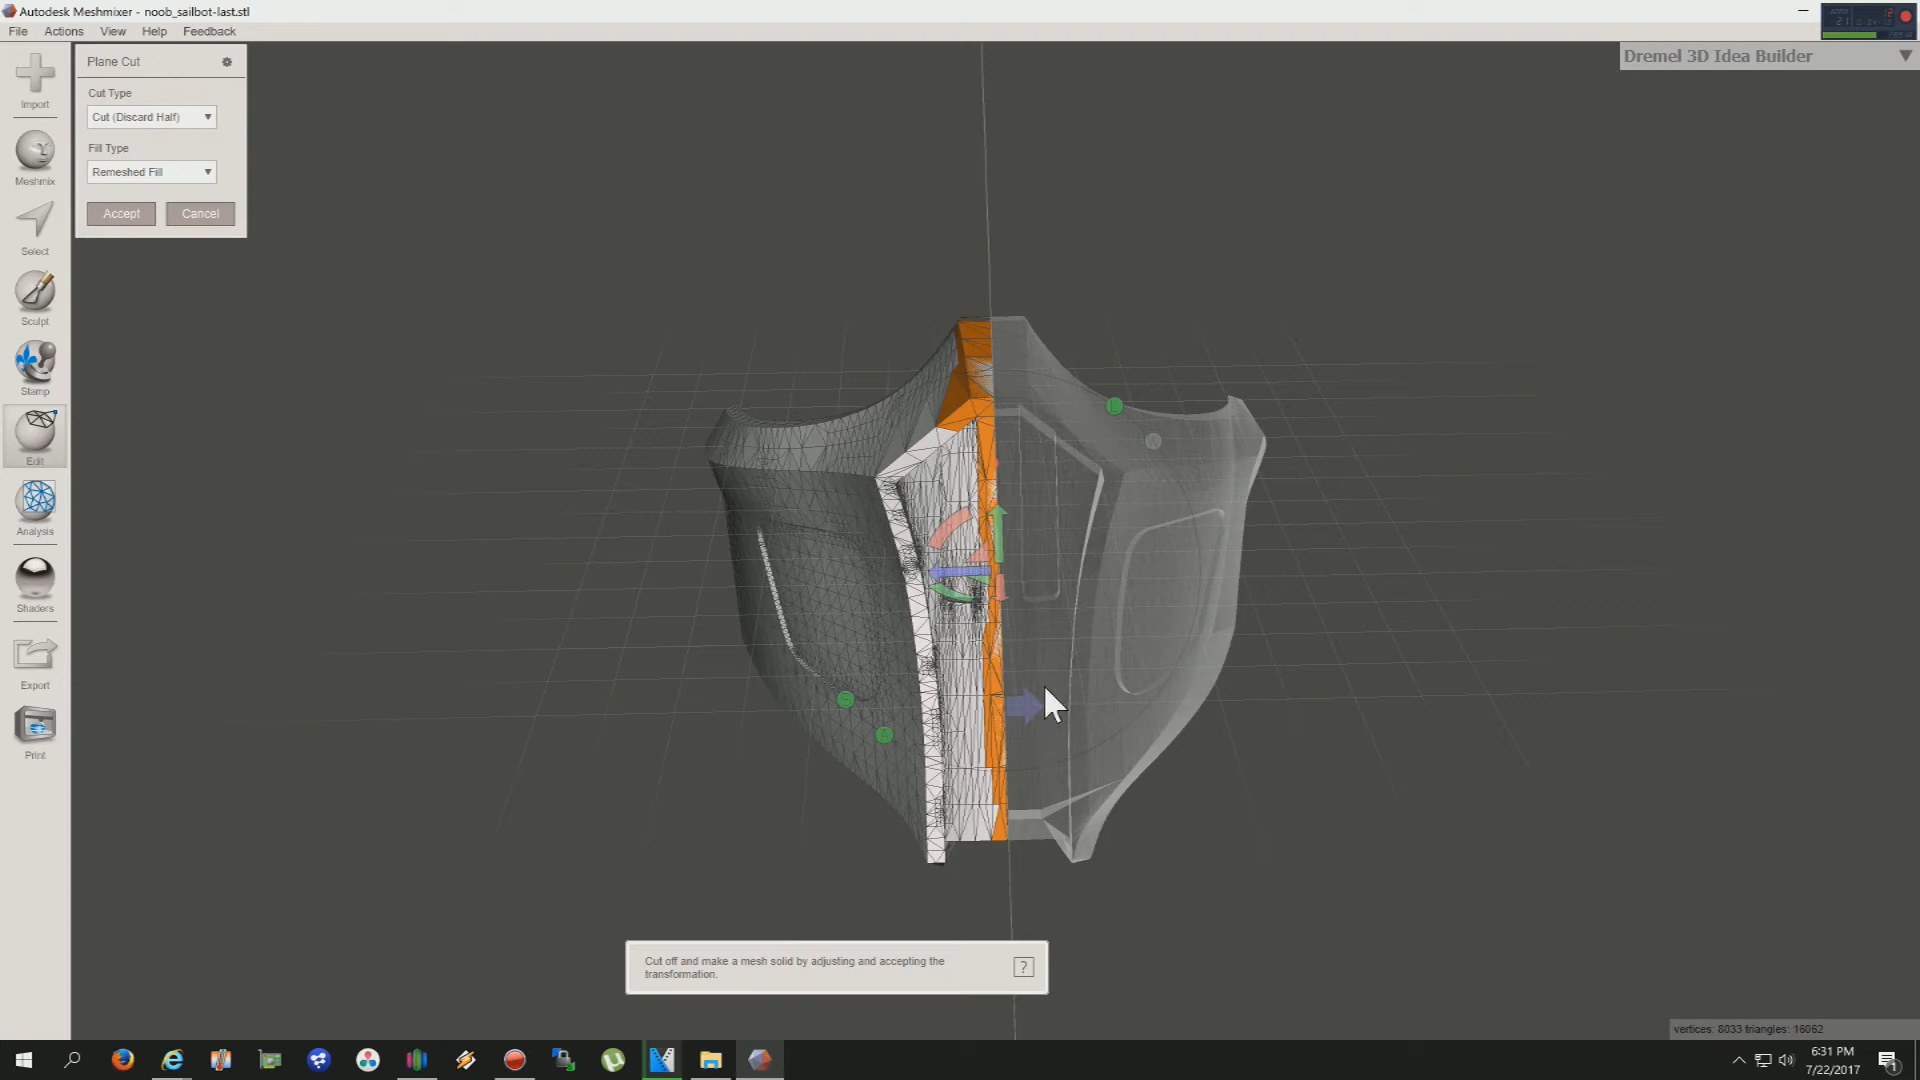 Autodesk Meshmixer - noob_sailbot-last.stl
File Actions View Help Feedback
Plane Cut
Cut Type
Cut (Discard Half)
Fill Type
Remeshed Fill
Accept Cancel
Import
Meshmix
Select
Sculpt
Stamp
Edit
Analysis
Shaders
Export
Print
Dremel 3D Idea Builder
Cut off and make a mesh solid by adjusting and accepting the
transformation.
?
vertices: 8033 triangles: 16062
6:31 PM
7/22/2017
1